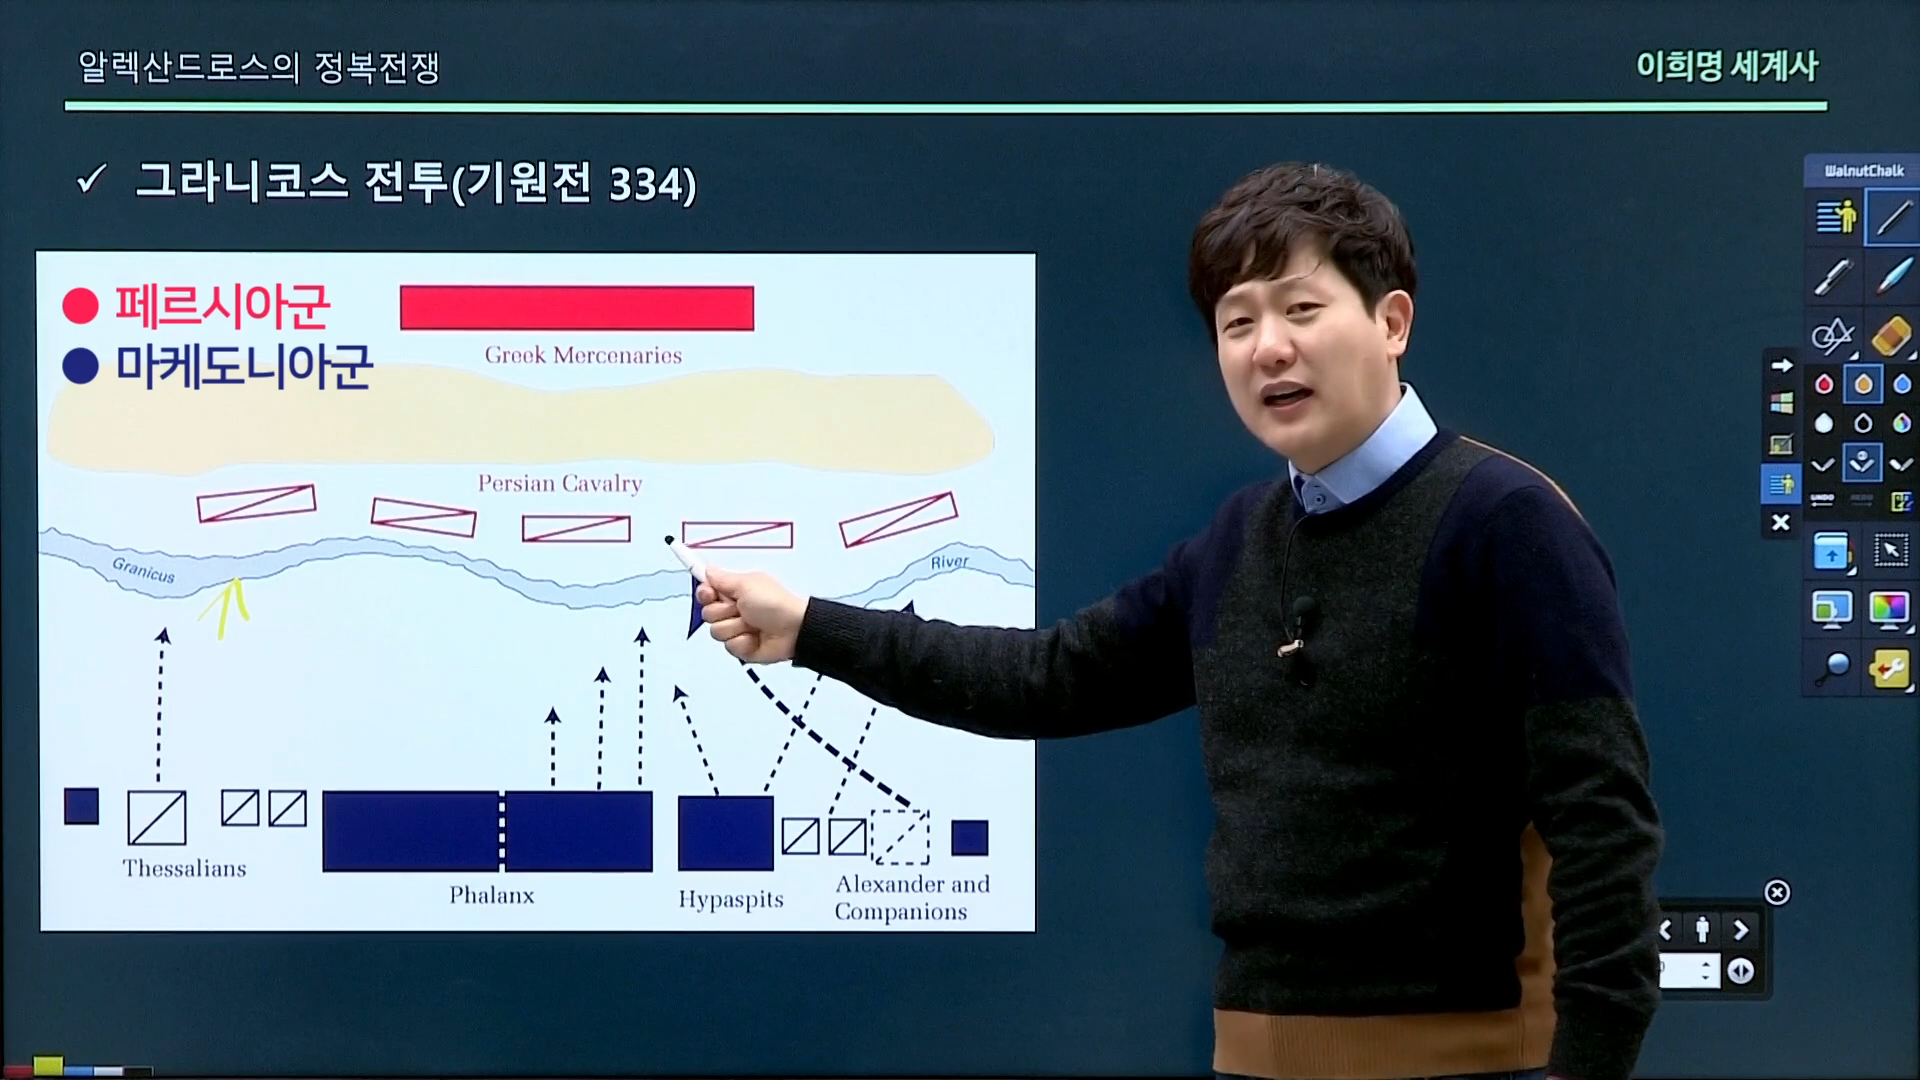 알렉산드로스의 정복전쟁
이희명 세계사
✓ 그라니코스 전투(기원전 334)
WalnutChalk
페르시아군
마케도니아군
Greek Mercenaries
Persian Cavalry
Granicus
River
Thessalians
Phalanx
Hypaspits
Alexander and
Companions
UNDO